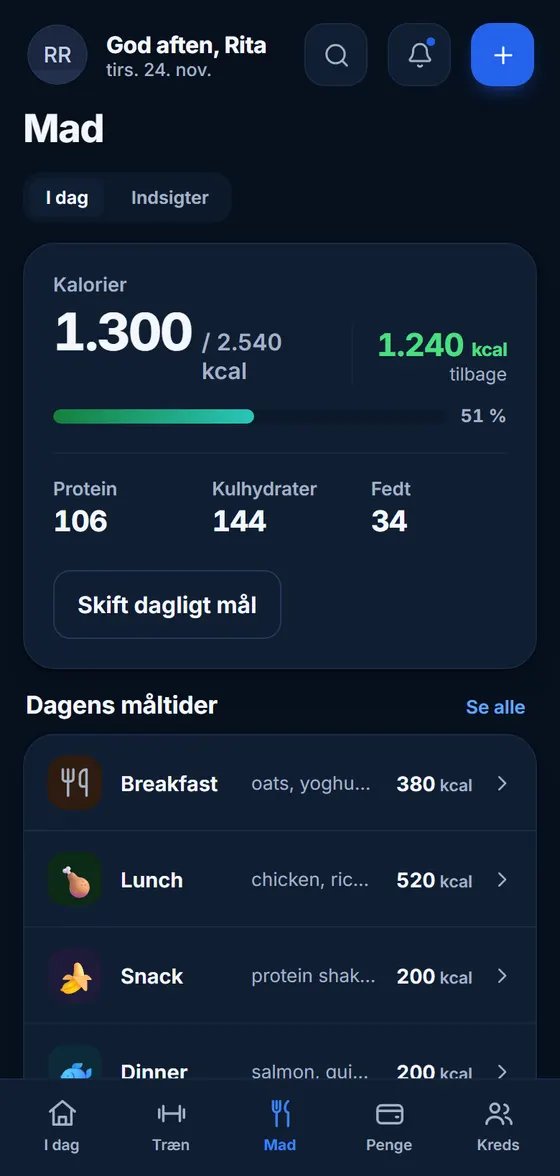 RR
God aften, Rita
tirs. 24. nov.
Mad
I dag
Indsigter
Kalorier
1.300 / 2.540 kcal
1.240 kcal
tilbage
51 %
Protein
106
Kulhydrater
144
Fedt
34
Skift dagligt mål
Dagens måltider
Se alle
Breakfast oats, yoghu... 380 kcal
Lunch chicken, ric... 520 kcal
Snack protein shak... 200 kcal
Dinner salmon, qui... 200 kcal
I dag
Træn
Mad
Penge
Kreds